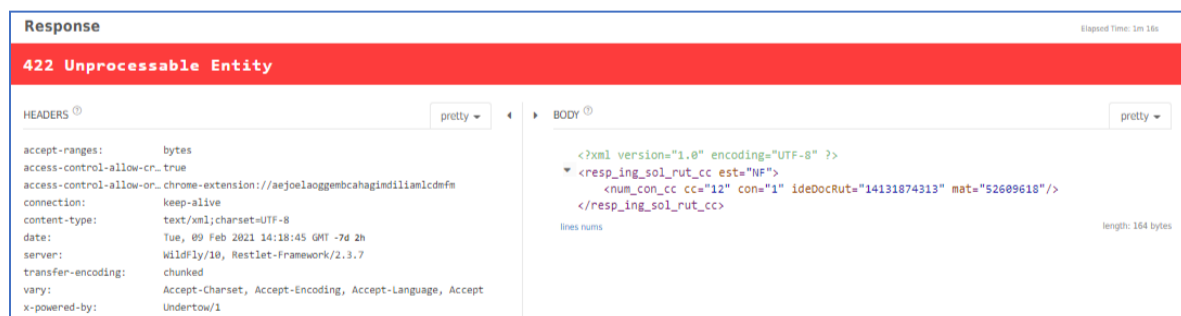 Response
Elapsed Time: 1m 16s
422 Unprocessable Entity
HEADERS ?
pretty
accept-ranges: bytes
access-control-allow-cr… true
access-control-allow-or… chrome-extension://aejoelaoggembcahagimdiliamlcdmfm
connection: keep-alive
content-type: text/xml;charset=UTF-8
date: Tue, 09 Feb 2021 14:18:45 GMT -7d 2h
server: WildFly/10, Restlet-Framework/2.3.7
transfer-encoding: chunked
vary: Accept-Charset, Accept-Encoding, Accept-Language, Accept
x-powered-by: Undertow/1
BODY ?
pretty
<?xml version="1.0" encoding="UTF-8" ?>
<resp_ing_sol_rut_cc est="NF">
<num_con_cc cc="12" con="1" ideDocRut="14131874313" mat="52609618"/>
</resp_ing_sol_rut_cc>
lines nums
length: 164 bytes